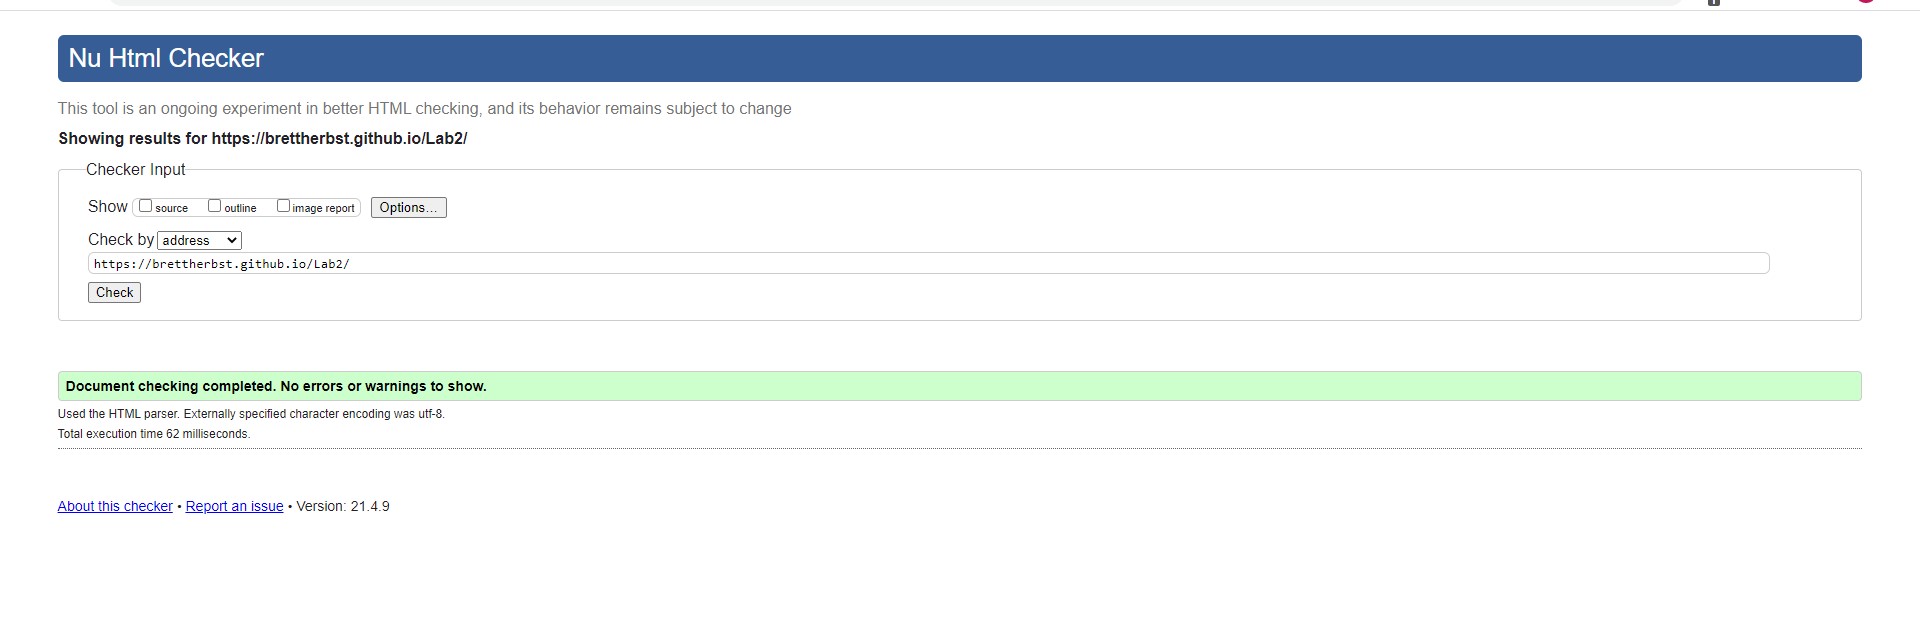 Nu Html Checker
This tool is an ongoing experiment in better HTML checking, and its behavior remains subject to change
Showing results for https://brettherbst.github.io/Lab2/
Checker Input
Show source outline image report Options...
Check by address
https://brettherbst.github.io/Lab2/
Check
Document checking completed. No errors or warnings to show.
Used the HTML parser. Externally specified character encoding was utf-8.
Total execution time 62 milliseconds.
About this checker • Report an issue • Version: 21.4.9